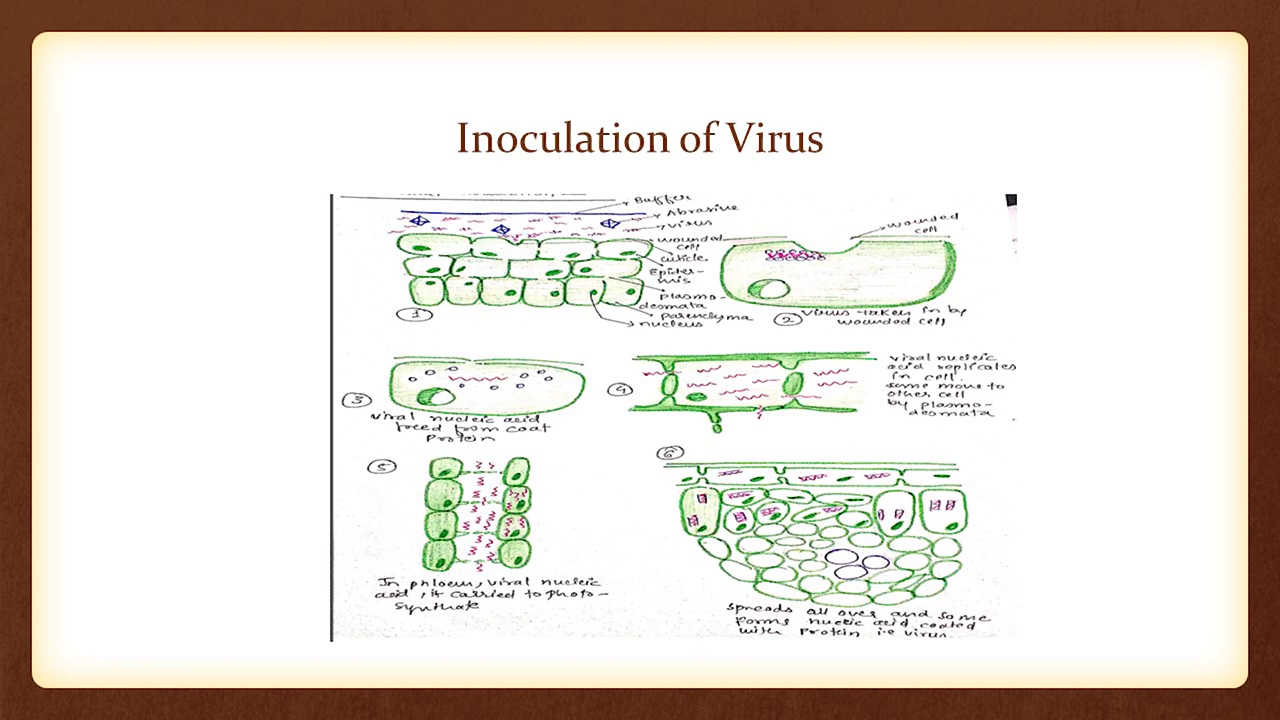 Inoculation of Virus
Buffer
Abrasive
virus
wounded
cell
cuticle
Epider-
mis
plasmo-
desmata
parenchyma
nucleus
1
wounded
cell
2 Virus taken in by
wounded cell
3
viral nucleic acid
freed from coat
Protein
4
viral nucleic
acid replicates
in cell.
some move to
other cell
by plasmo-
desmata
5
In phloem, viral nucleic
acid, it carried to photo-
synthate
6
spreads all over and some
forms nucleic acid coated
with protein i.e virus.